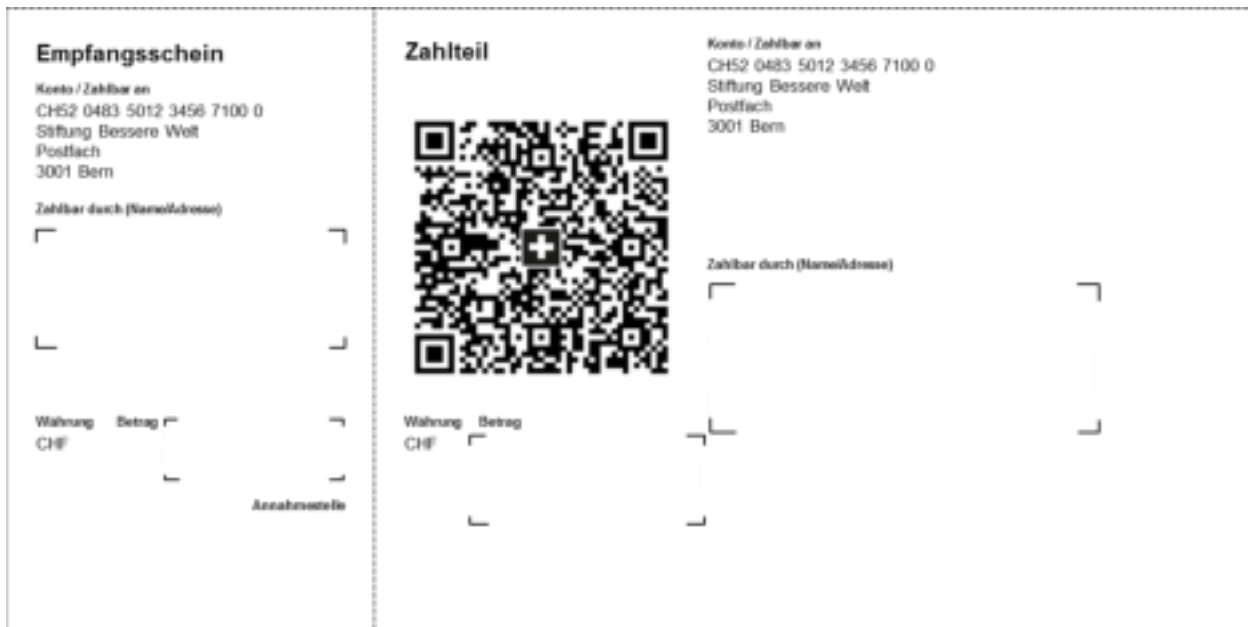 Empfangsschein
Konto / Zahlbar an
CH52 0483 5012 3456 7100 0
Stiftung Bessere Welt
Postfach
3001 Bern
Zahlbar durch (Name/Adresse)
Währung Betrag
CHF
Annahmestelle
Zahlteil
Währung Betrag
CHF
Konto / Zahlbar an
CH52 0483 5012 3456 7100 0
Stiftung Bessere Welt
Postfach
3001 Bern
Zahlbar durch (Name/Adresse)